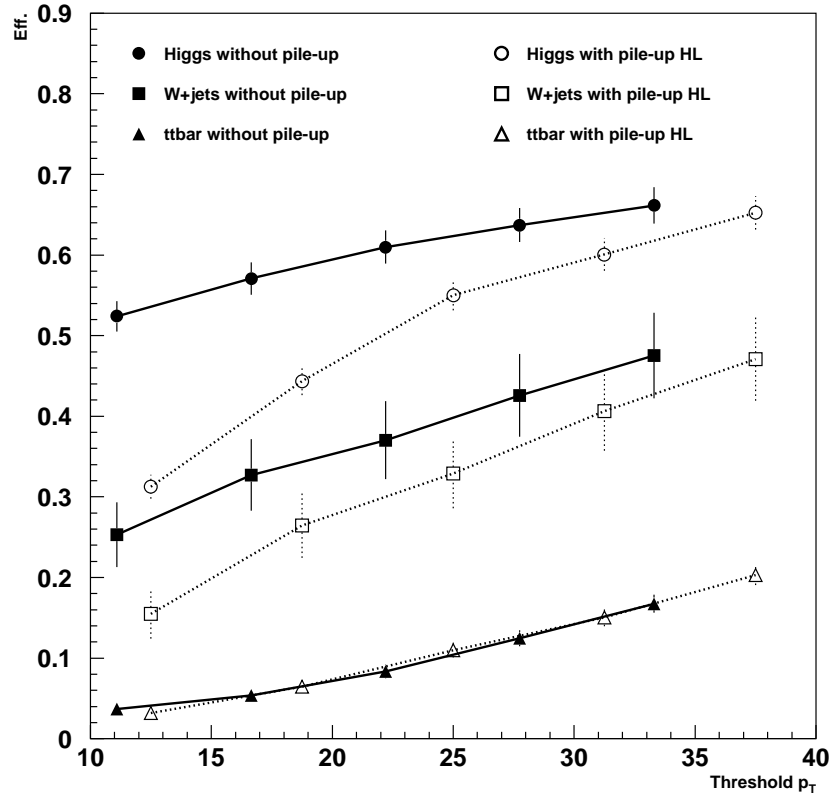 Eff.
0.9
Higgs without pile-up Higgs with pile-up HL
0.8
W+jets without pile-up W+jets with pile-up HL
ttbar without pile-up ttbar with pile-up HL
0.7
0.6
0.5
0.4
0.3
0.2
0.1
0
10 15 20 25 30 35 40
Threshold pT